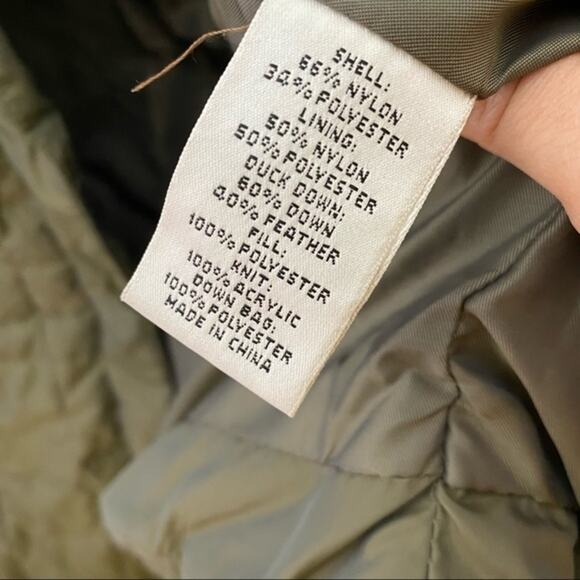 SHELL:
66% NYLON
34% POLYESTER
LINING:
50% NYLON
50% POLYESTER
DUCK DOWN:
60% DOWN
40% FEATHER
FILL:
100% POLYESTER
KNIT:
100% ACRYLIC
DOWN BAG:
100% POLYESTER
MADE IN CHINA